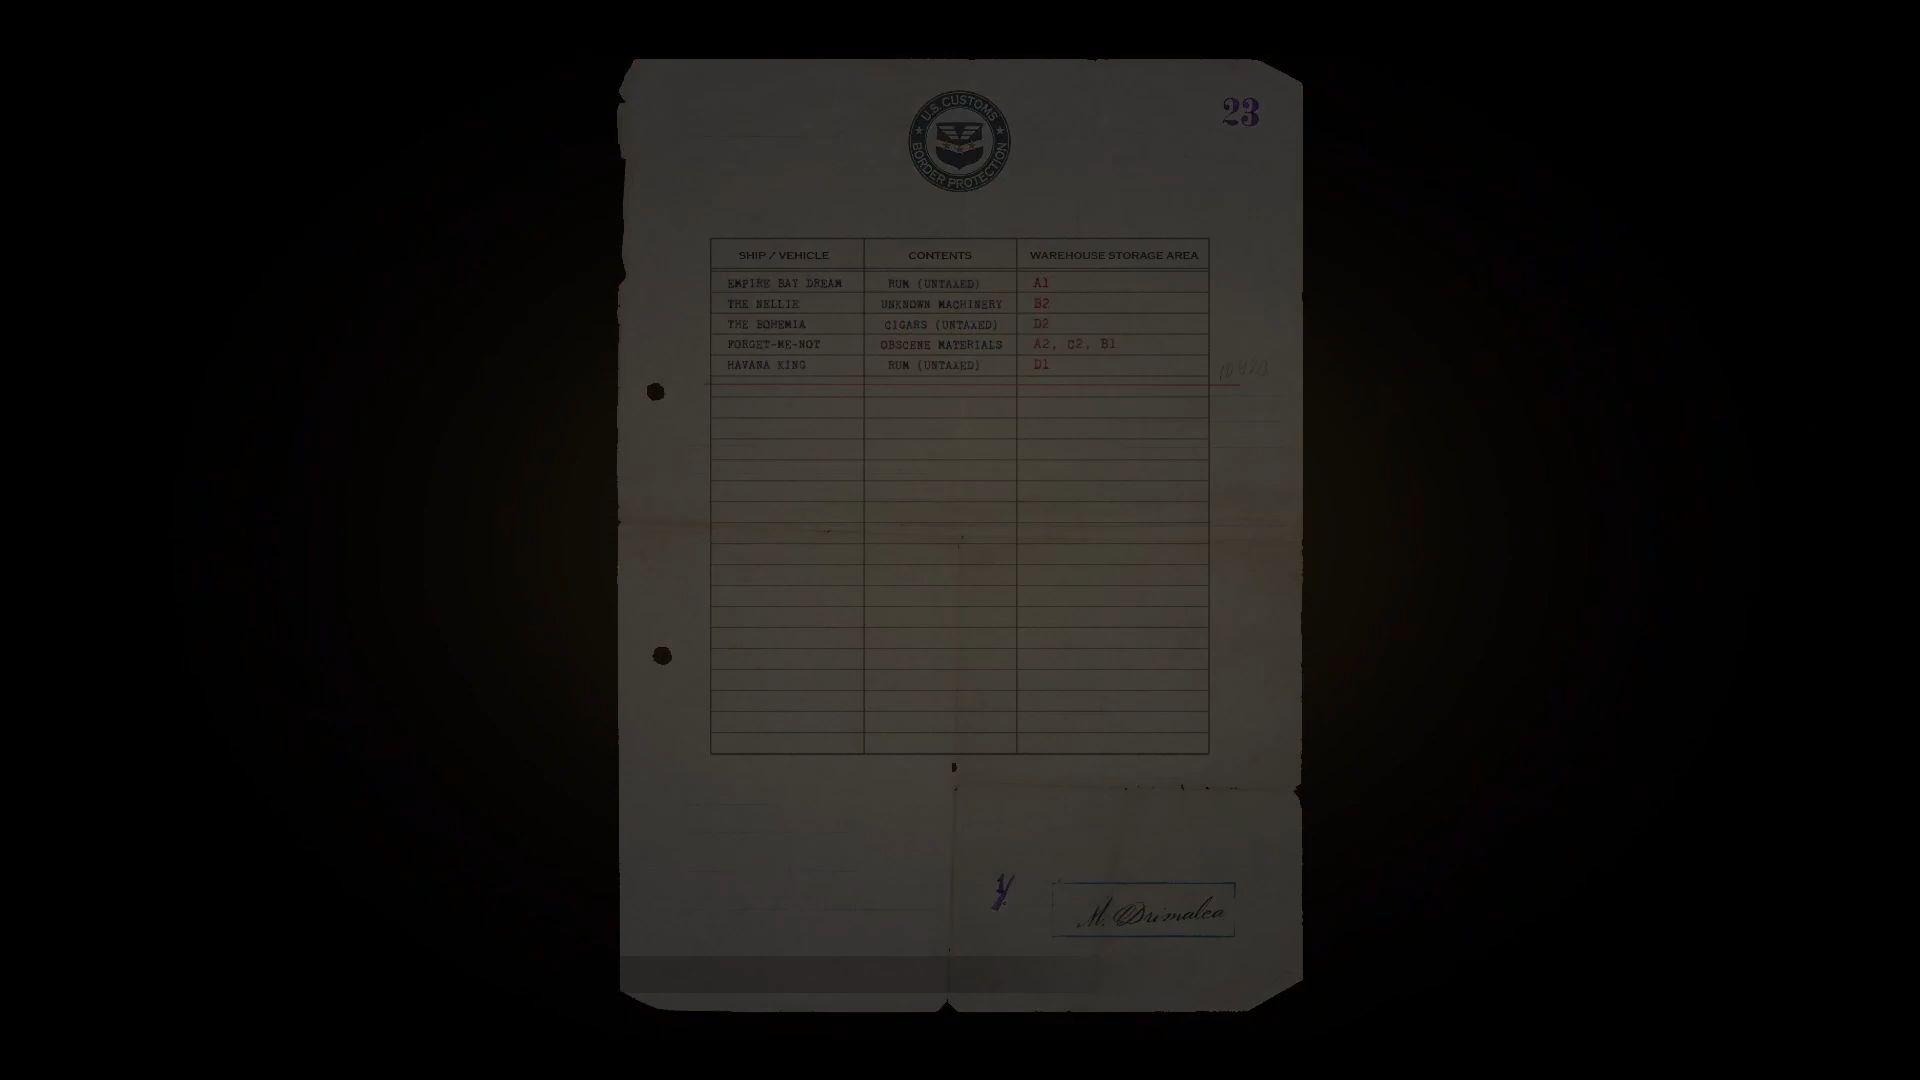 U.S. CUSTOMS
BORDER PROTECTION
23
SHIP / VEHICLE CONTENTS WAREHOUSE STORAGE AREA
EMPIRE BAY DREAM RUM (UNTAXED) A1
THE NELLIE UNKNOWN MACHINERY B2
THE BOHEMIA CIGARS (UNTAXED) D2
FORGET-ME-NOT OBSCENE MATERIALS A2, C2, B1
HAVANA KING RUM (UNTAXED) D1